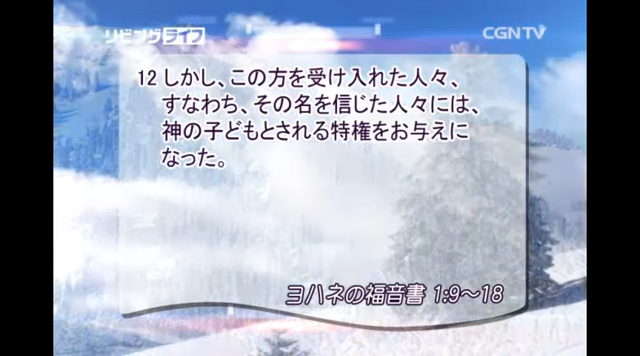 リビングライフ
CGNTV
12 しかし、この方を受け入れた人々、
すなわち、その名を信じた人々には、
神の子どもとされる特権をお与えに
なった。
ヨハネの福音書 1:9〜18